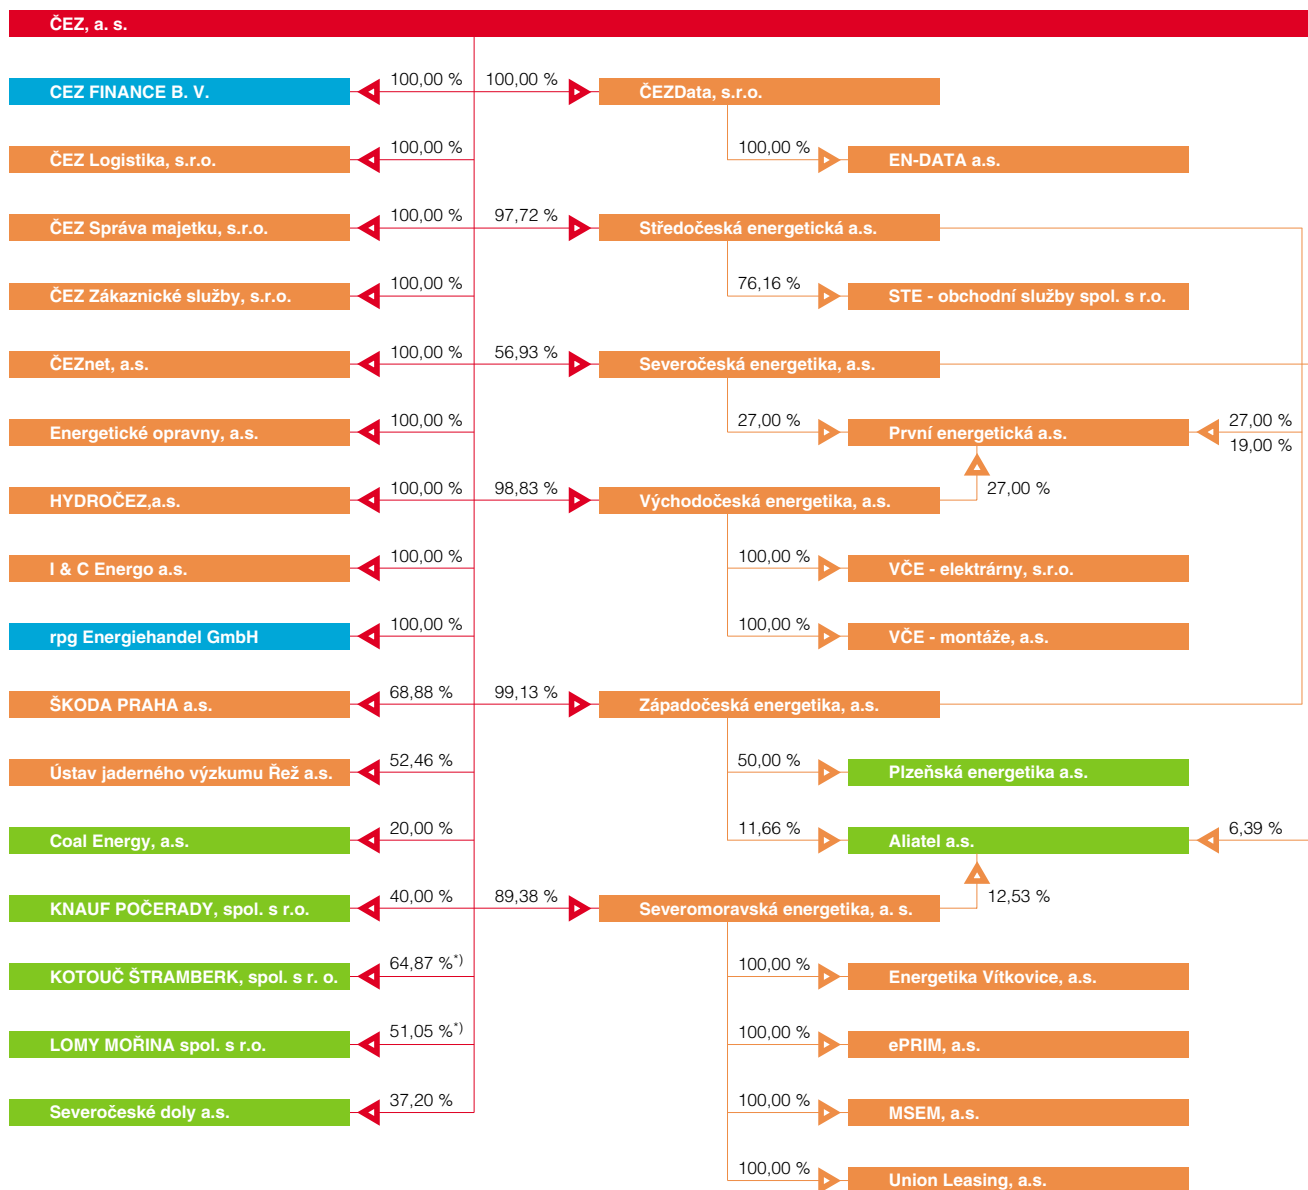 ČEZ, a. s.
CEZ FINANCE B. V.
100,00 %
100,00 %
ČEZData, s.r.o.
ČEZ Logistika, s.r.o.
100,00 %
100,00 %
EN-DATA a.s.
ČEZ Správa majetku, s.r.o.
100,00 %
97,72 %
Středočeská energetická a.s.
ČEZ Zákaznické služby, s.r.o.
100,00 %
76,16 %
STE - obchodní služby spol. s r.o.
ČEZnet, a.s.
100,00 %
56,93 %
Severočeská energetika, a.s.
Energetické opravny, a.s.
100,00 %
27,00 %
První energetická a.s.
27,00 %
19,00 %
HYDROČEZ,a.s.
100,00 %
98,83 %
Východočeská energetika, a.s.
27,00 %
I & C Energo a.s.
100,00 %
100,00 %
VČE - elektrárny, s.r.o.
rpg Energiehandel GmbH
100,00 %
100,00 %
VČE - montáže, a.s.
ŠKODA PRAHA a.s.
68,88 %
99,13 %
Západočeská energetika, a.s.
Ústav jaderného výzkumu Řež a.s.
52,46 %
50,00 %
Plzeňská energetika a.s.
Coal Energy, a.s.
20,00 %
11,66 %
Aliatel a.s.
6,39 %
KNAUF POČERADY, spol. s r.o.
40,00 %
89,38 %
Severomoravská energetika, a. s.
12,53 %
KOTOUČ ŠTRAMBERK, spol. s r. o.
64,87 %*)
100,00 %
Energetika Vítkovice, a.s.
LOMY MOŘINA spol. s r.o.
51,05 %*)
100,00 %
ePRIM, a.s.
Severočeské doly a.s.
37,20 %
100,00 %
MSEM, a.s.
100,00 %
Union Leasing, a.s.